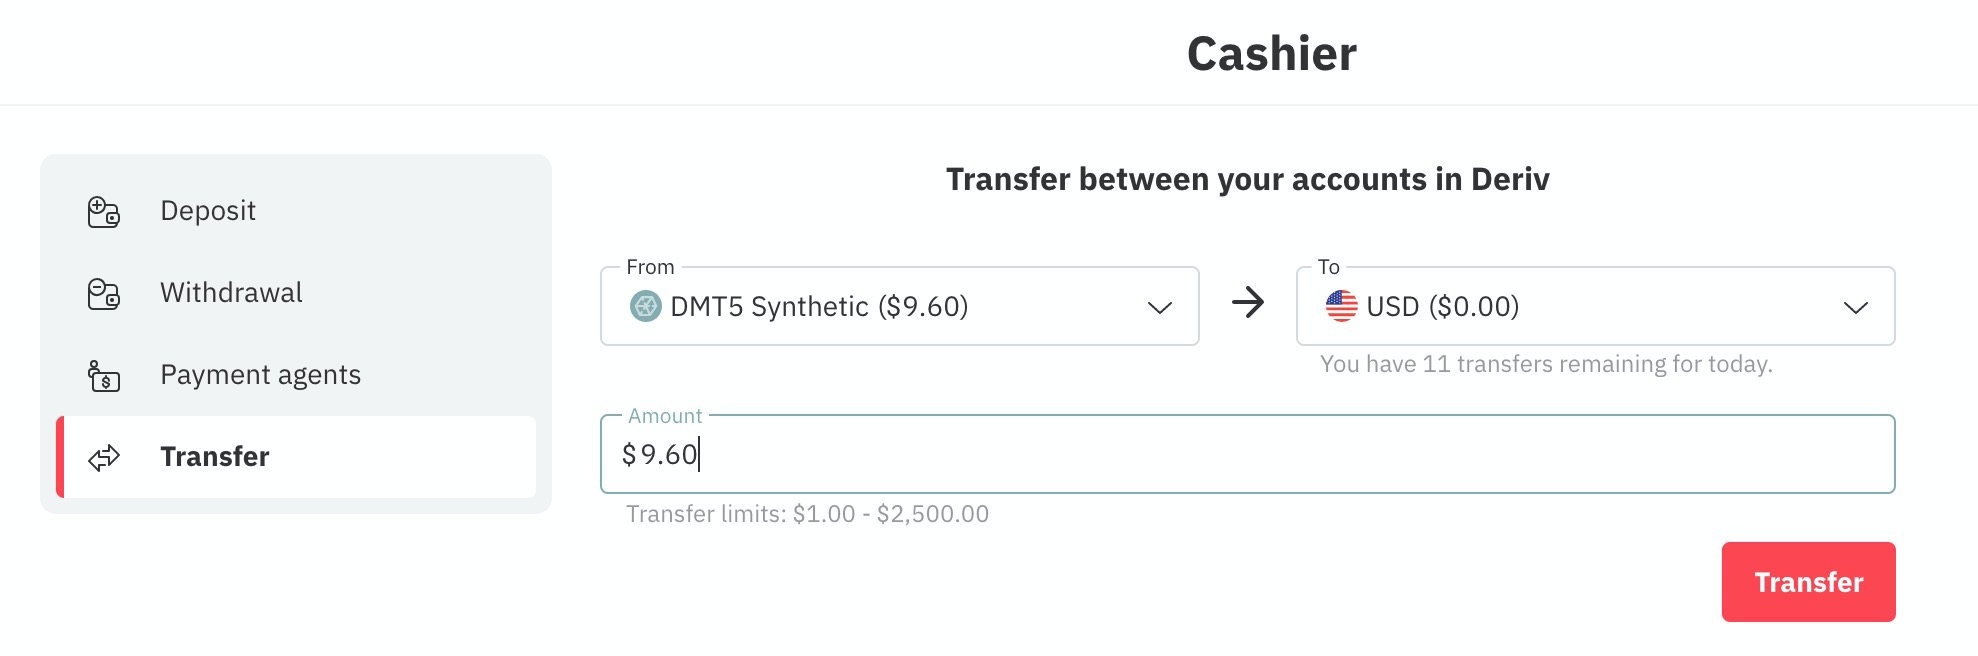 Cashier
Deposit
Withdrawal
Payment agents
Transfer
Transfer between your accounts in Deriv
From
DMT5 Synthetic ($9.60)
To
USD ($0.00)
You have 11 transfers remaining for today.
Amount
$9.60
Transfer limits: $1.00 - $2,500.00
Transfer